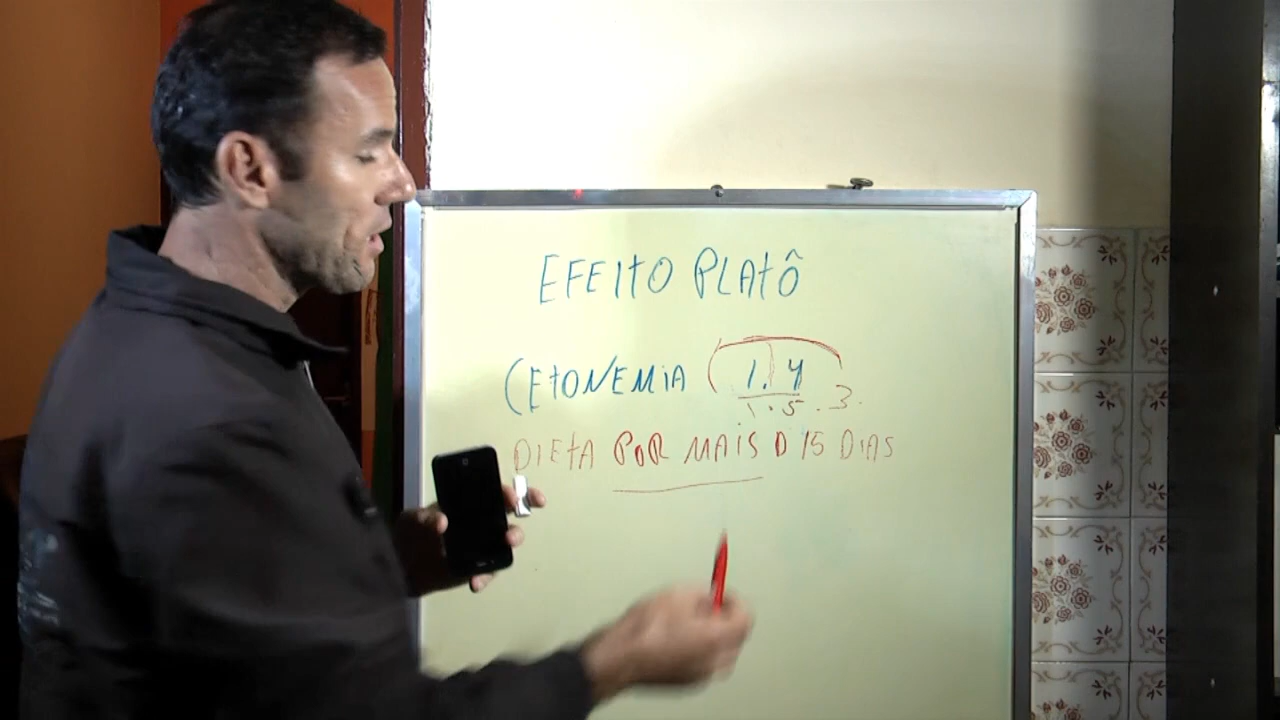 EFEITO PLATÔ
CETONEMIA 1.4
1.5.3.
DIETA POR MAIS D 15 DIAS